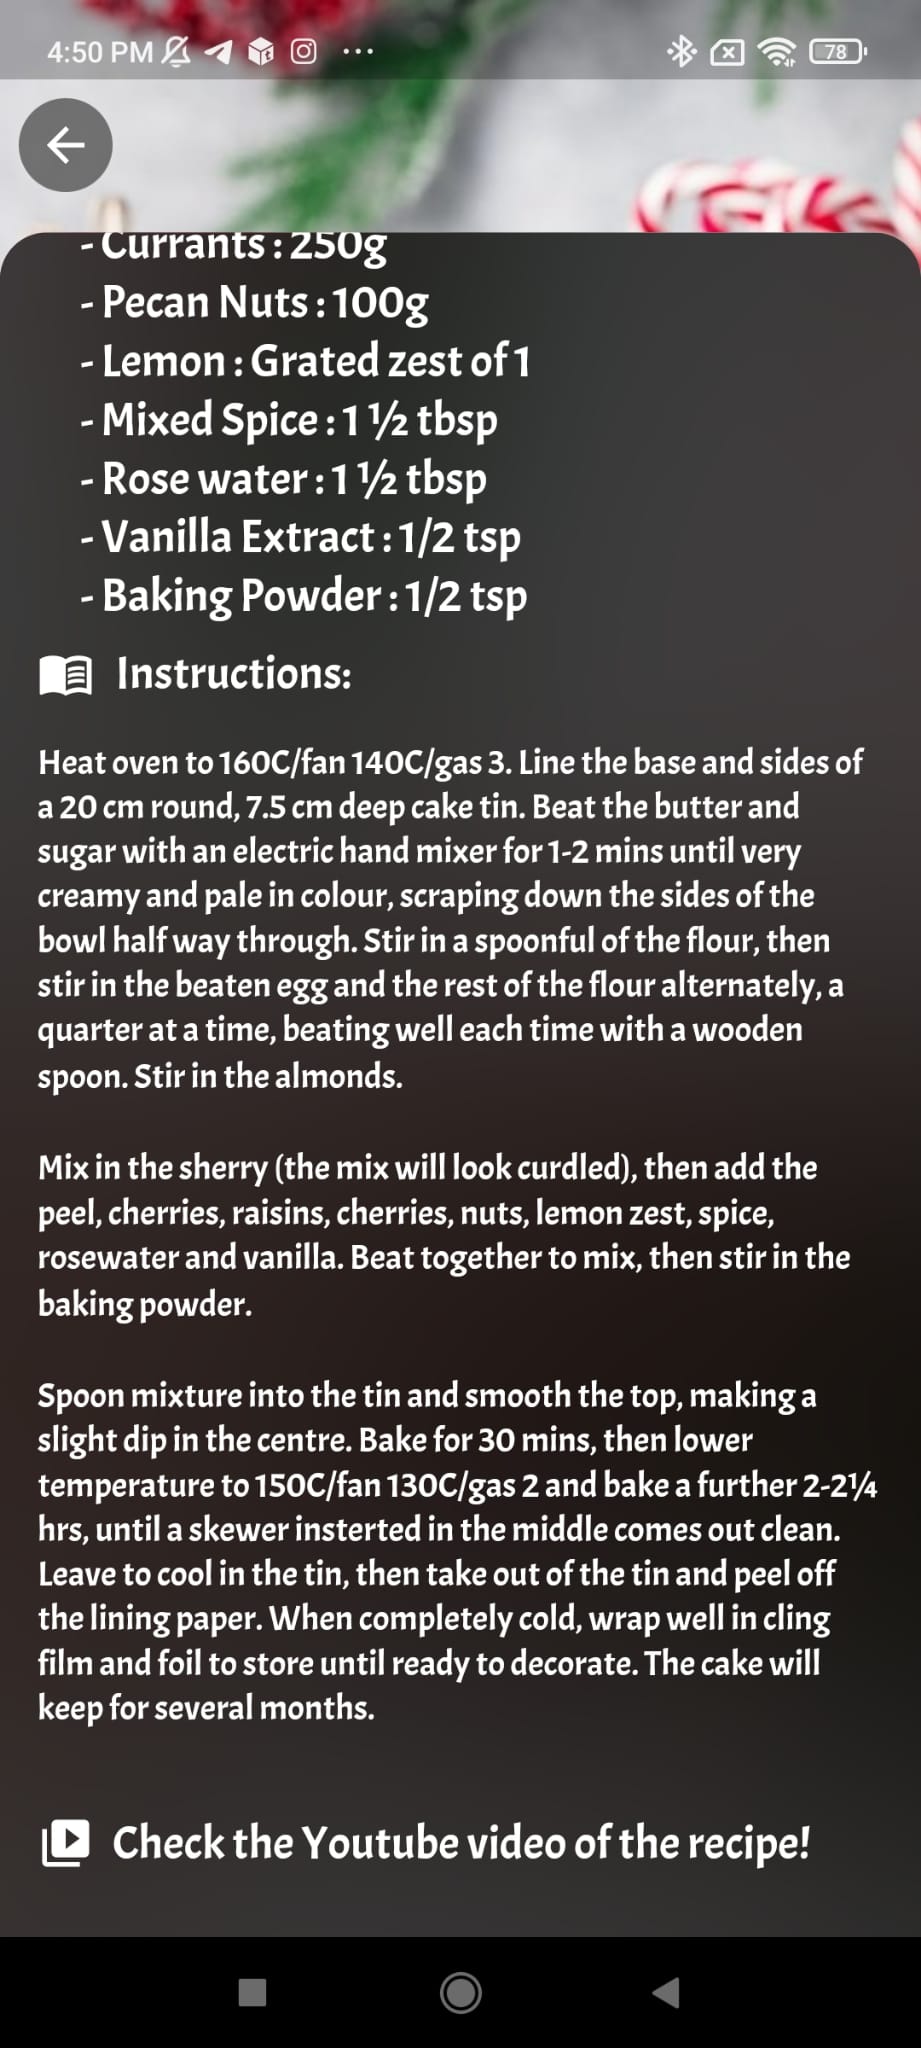 4:50 PM
78
- Currants : 250g
- Pecan Nuts : 100g
- Lemon : Grated zest of 1
- Mixed Spice : 1 ½ tbsp
- Rose water : 1 ½ tbsp
- Vanilla Extract : 1/2 tsp
- Baking Powder : 1/2 tsp
Instructions:
Heat oven to 160C/fan 140C/gas 3. Line the base and sides of
a 20 cm round, 7.5 cm deep cake tin. Beat the butter and
sugar with an electric hand mixer for 1-2 mins until very
creamy and pale in colour, scraping down the sides of the
bowl half way through. Stir in a spoonful of the flour, then
stir in the beaten egg and the rest of the flour alternately, a
quarter at a time, beating well each time with a wooden
spoon. Stir in the almonds.
Mix in the sherry (the mix will look curdled), then add the
peel, cherries, raisins, cherries, nuts, lemon zest, spice,
rosewater and vanilla. Beat together to mix, then stir in the
baking powder.
Spoon mixture into the tin and smooth the top, making a
slight dip in the centre. Bake for 30 mins, then lower
temperature to 150C/fan 130C/gas 2 and bake a further 2-2¼
hrs, until a skewer insterted in the middle comes out clean.
Leave to cool in the tin, then take out of the tin and peel off
the lining paper. When completely cold, wrap well in cling
film and foil to store until ready to decorate. The cake will
keep for several months.
Check the Youtube video of the recipe!